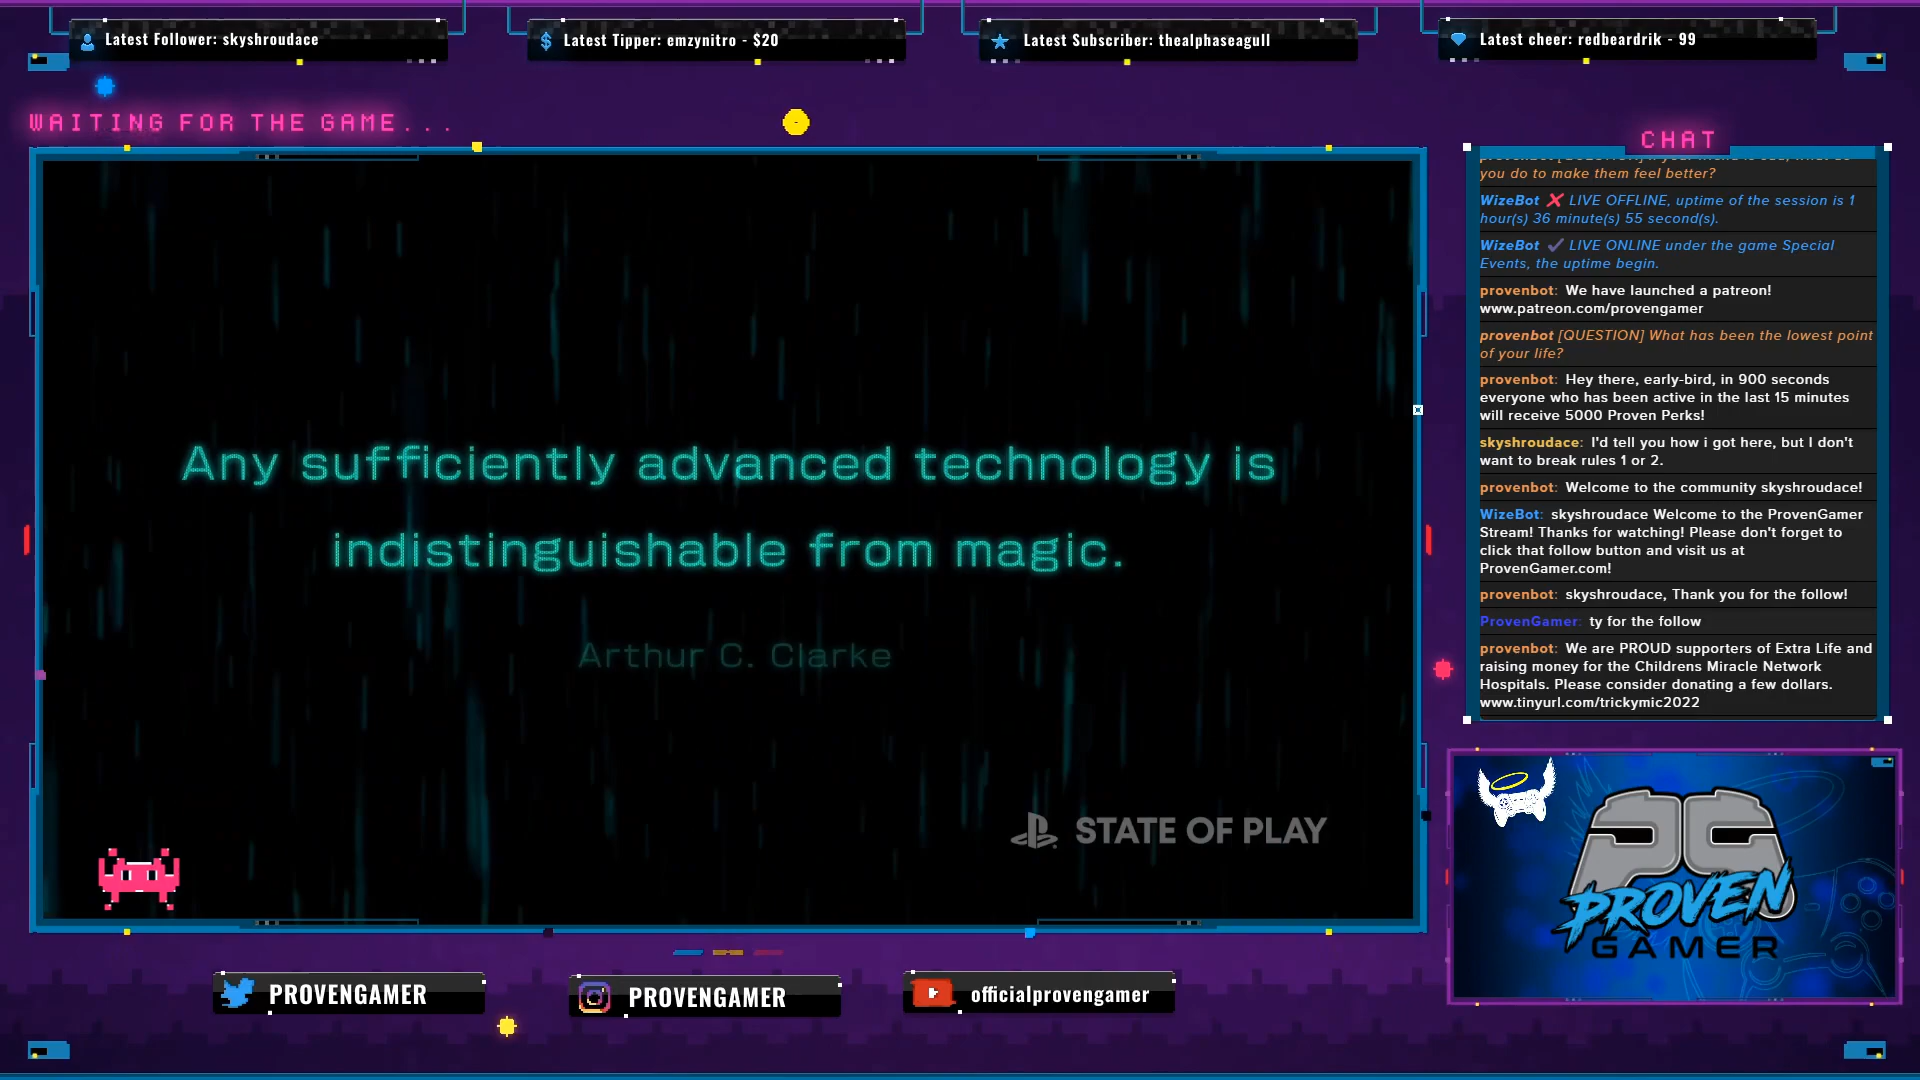 Latest Follower: skyshroudace
Latest Tipper: emzynitro - $20
Latest Subscriber: thealphaseagull
Latest cheer: redbeardrik - 99
WAITING FOR THE GAME...
CHAT
you do to make them feel better?
WizeBot ❌ LIVE OFFLINE, uptime of the session is 1
hour(s) 36 minute(s) 55 second(s).
WizeBot ✔ LIVE ONLINE under the game Special
Events, the uptime begin.
provenbot: We have launched a patreon!
www.patreon.com/provengamer
provenbot [QUESTION] What has been the lowest point
of your life?
provenbot: Hey there, early-bird, in 900 seconds
everyone who has been active in the last 15 minutes
will receive 5000 Proven Perks!
skyshroudace: I'd tell you how i got here, but I don't
want to break rules 1 or 2.
provenbot: Welcome to the community skyshroudace!
WizeBot: skyshroudace Welcome to the ProvenGamer
Stream! Thanks for watching! Please don't forget to
click that follow button and visit us at
ProvenGamer.com!
provenbot: skyshroudace, Thank you for the follow!
ProvenGamer: ty for the follow
provenbot: We are PROUD supporters of Extra Life and
raising money for the Childrens Miracle Network
Hospitals. Please consider donating a few dollars.
www.tinyurl.com/trickymic2022
Any sufficiently advanced technology is
indistinguishable from magic.
Arthur C. Clarke
STATE OF PLAY
PG
PROVEN
GAMER
PROVENGAMER
PROVENGAMER
officialprovengamer